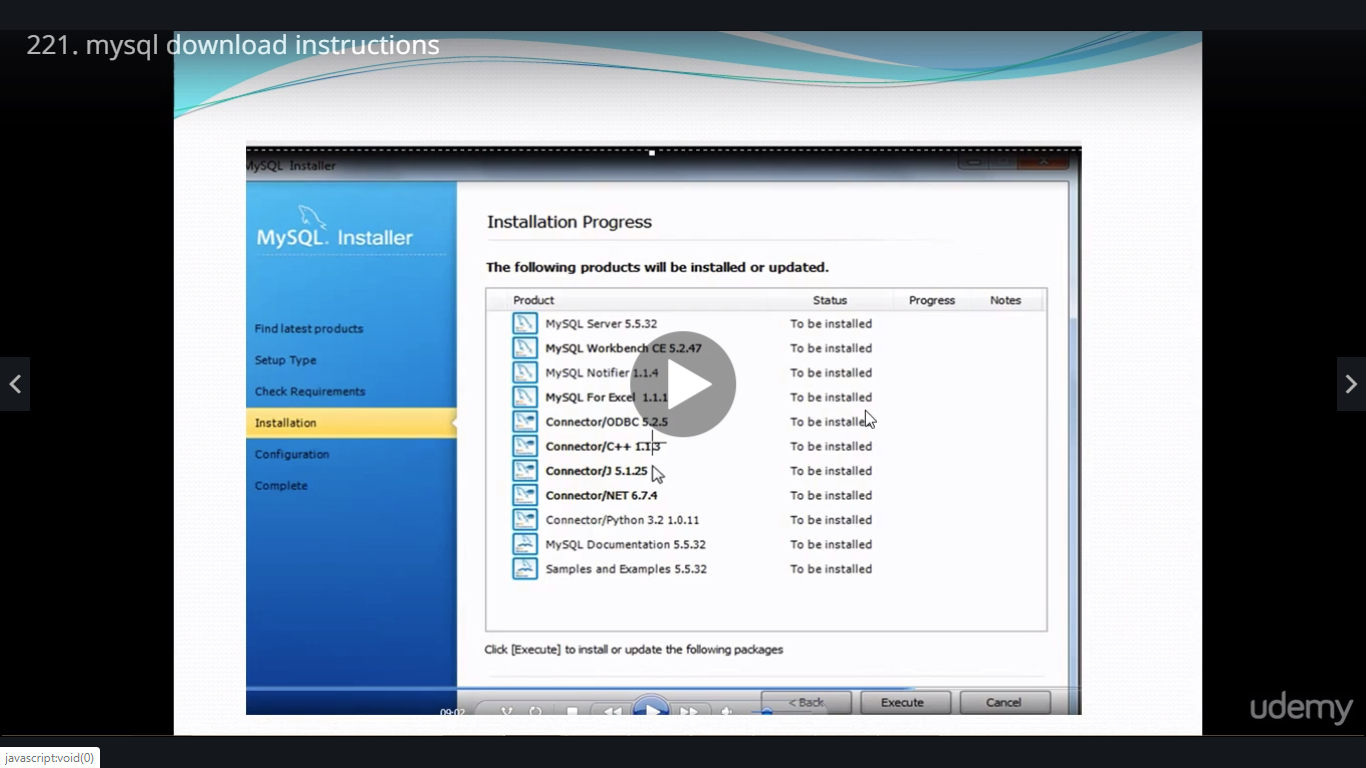 221. mysql download instructions
MySQL Installer
MySQL. Installer
Installation Progress
The following products will be installed or updated.
Product Status Progress Notes
MySQL Server 5.5.32 To be installed
MySQL Workbench CE 5.2.47 To be installed
MySQL Notifier 1.1.4 To be installed
MySQL For Excel 1.1.1 To be installed
Connector/ODBC 5.2.5 To be installed
Connector/C++ 1.1.3 To be installed
Connector/J 5.1.25 To be installed
Connector/NET 6.7.4 To be installed
Connector/Python 3.2 1.0.11 To be installed
MySQL Documentation 5.5.32 To be installed
Samples and Examples 5.5.32 To be installed
Find latest products
Setup Type
Check Requirements
Installation
Configuration
Complete
Click [Execute] to install or update the following packages
< Back Execute Cancel
09:02
udemy
javascript:void(0)